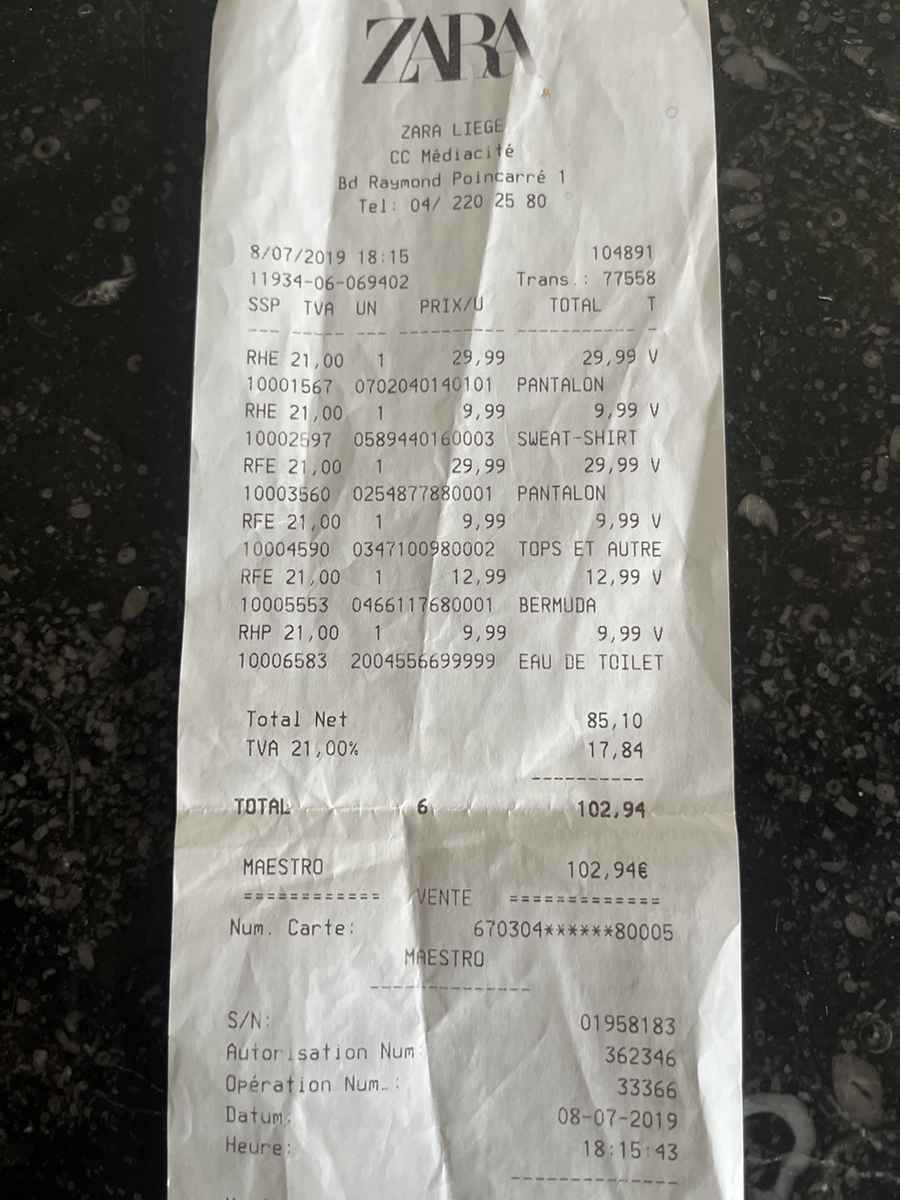 ZARA
ZARA LIEGE
CC Médiacité
Bd Raymond Poincarré 1
Tel: 04/ 220 25 80
8/07/2019 18:15 104891
11934-06-069402 Trans.: 77558
SSP TVA UN PRIX/U TOTAL T
--- ----- --- ---------- ----------- -
RHE 21,00 1 29,99 29,99 V
10001567 0702040140101 PANTALON
RHE 21,00 1 9,99 9,99 V
10002597 0589440160003 SWEAT-SHIRT
RFE 21,00 1 29,99 29,99 V
10003560 0254877880001 PANTALON
RFE 21,00 1 9,99 9,99 V
10004590 0347100980002 TOPS ET AUTRE
RFE 21,00 1 12,99 12,99 V
10005553 0466117680001 BERMUDA
RHP 21,00 1 9,99 9,99 V
10006583 2004556699999 EAU DE TOILET
Total Net 85,10
TVA 21,00% 17,84
----------
TOTAL 6 102,94
MAESTRO 102,94€
============ VENTE =============
Num. Carte: 670304******80005
MAESTRO
--------------
S/N: 01958183
Autorisation Num: 362346
Opération Num.: 33366
Datum: 08-07-2019
Heure: 18:15:43
--------------